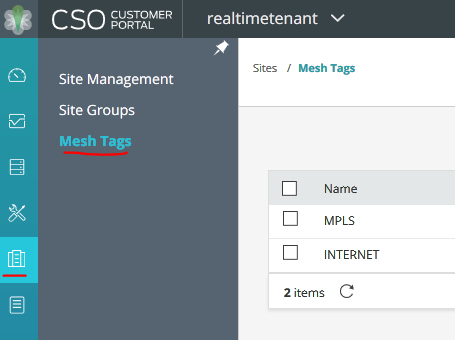 CSO CUSTOMER PORTAL realtimetenant
Site Management
Site Groups
Mesh Tags
Sites / Mesh Tags
Name
MPLS
INTERNET
2 items